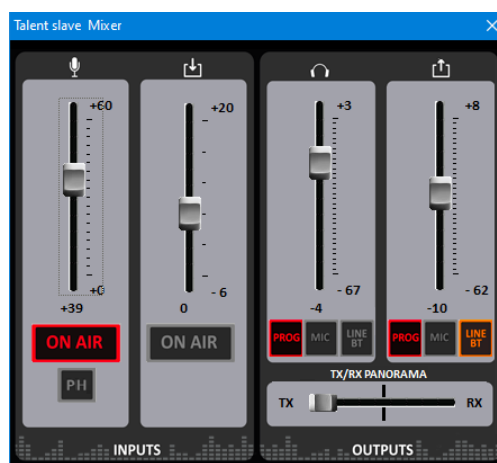 Talent slave Mixer
+60
+0
+39
ON AIR
PH
+20
- 6
0
ON AIR
INPUTS
+3
- 67
-4
PROG
MIC
LINE
BT
+8
- 62
-10
PROG
MIC
LINE
BT
TX/RX PANORAMA
TX
RX
OUTPUTS